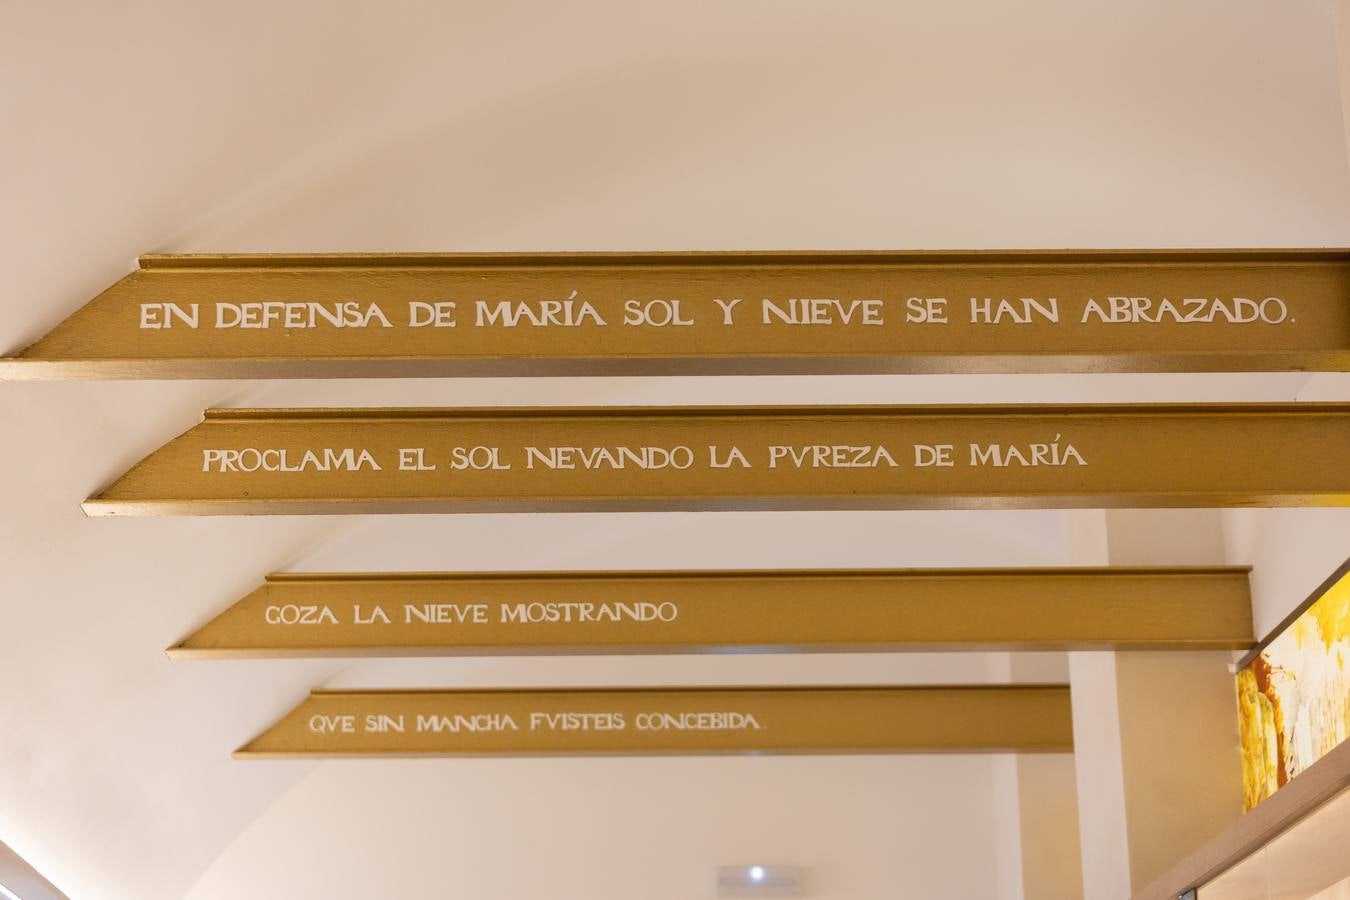 EN DEFENSA DE MARÍA SOL Y NIEVE SE HAN ABRAZADO.
PROCLAMA EL SOL NEVANDO LA PVREZA DE MARÍA
GOZA LA NIEVE MOSTRANDO
QVE SIN MANCHA FVISTEIS CONCEBIDA.